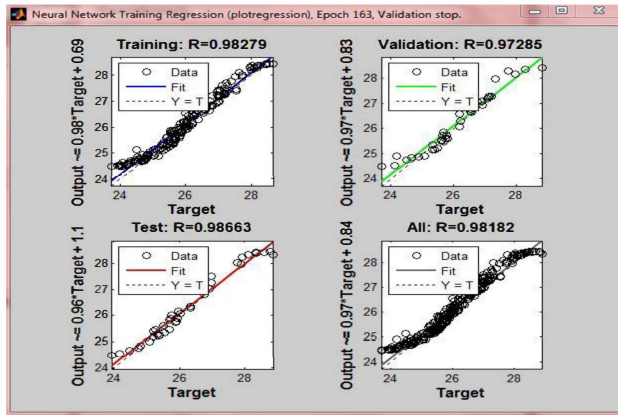 Neural Network Training Regression (plotregression), Epoch 163, Validation stop.
Training: R=0.98279
Output ~= 0.98*Target + 0.69
28
27
26
25
24
Data
Fit
Y = T
24 26 28
Target
Validation: R=0.97285
Output ~= 0.97*Target + 0.83
28
27
26
25
24
Data
Fit
Y = T
24 26 28
Target
Test: R=0.98663
Output ~= 0.96*Target + 1.1
28
27
26
25
24
Data
Fit
Y = T
24 26 28
Target
All: R=0.98182
Output ~= 0.97*Target + 0.84
28
27
26
25
24
Data
Fit
Y = T
24 26 28
Target